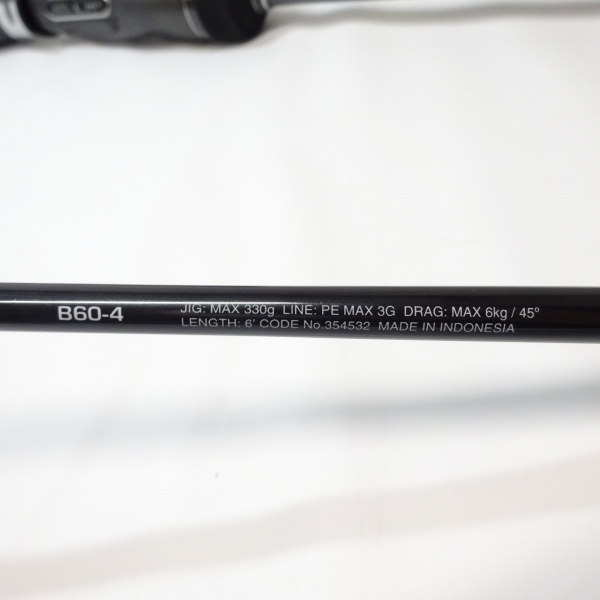 B60-4
JIG: MAX 330g LINE: PE MAX 3G DRAG: MAX 6kg / 45°
LENGTH: 6' CODE No.354532 MADE IN INDONESIA